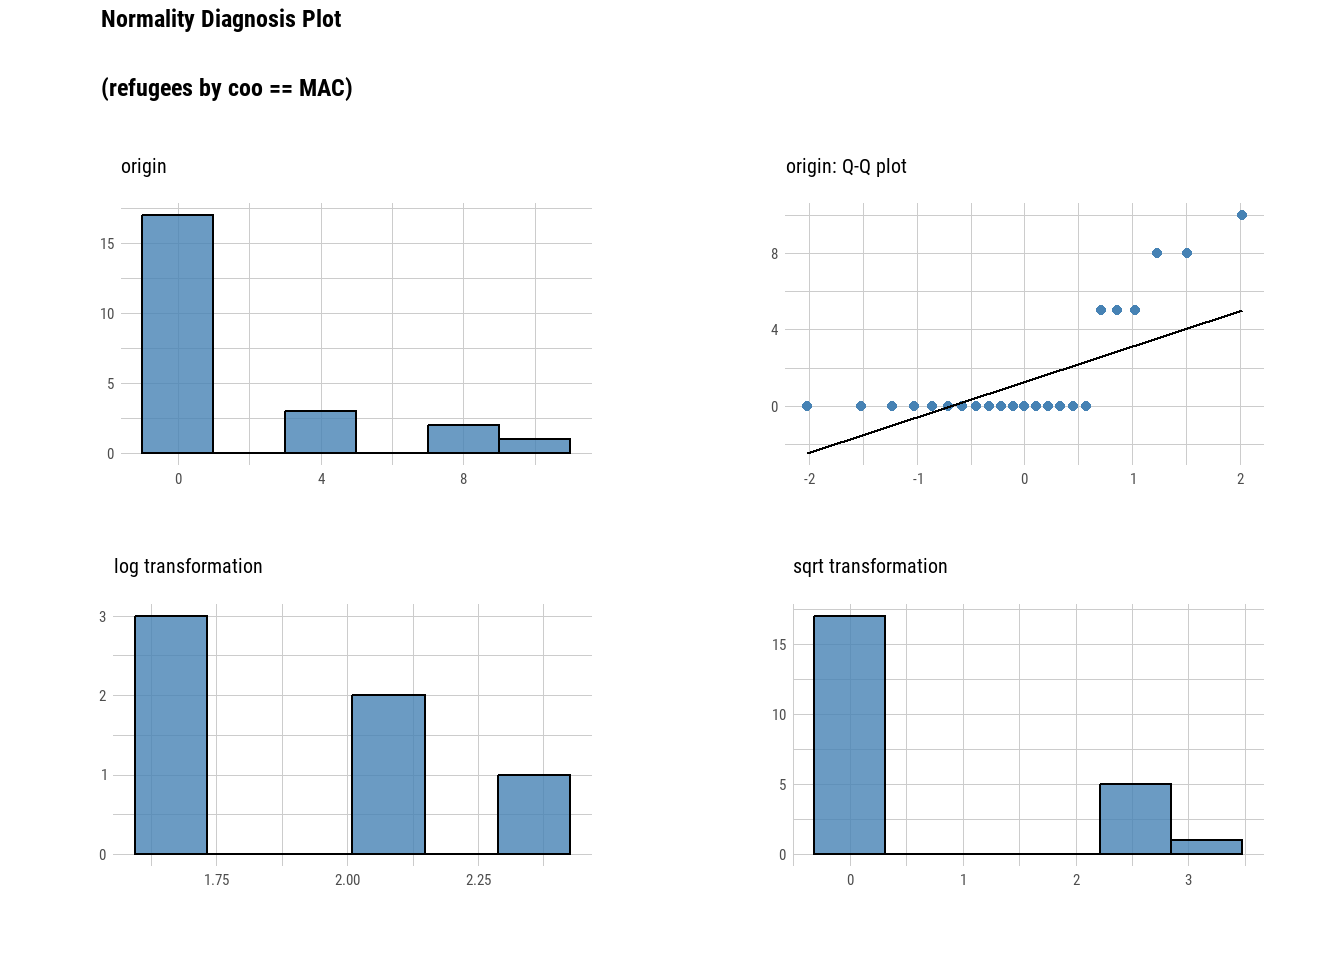 Normality Diagnosis Plot
(refugees by coo == MAC)
origin
15
10
5
0
0 4 8
origin: Q-Q plot
8
4
0
-2 -1 0 1 2
log transformation
3
2
1
0
1.75 2.00 2.25
sqrt transformation
15
10
5
0
0 1 2 3